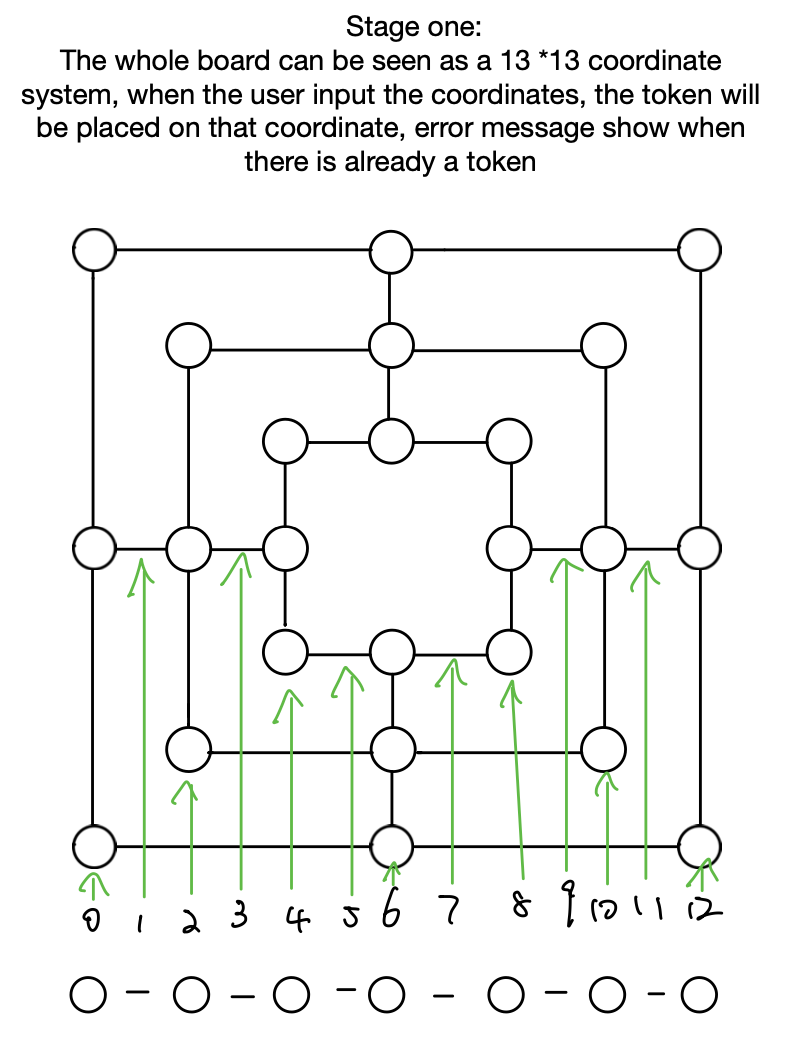 Stage one:
The whole board can be seen as a 13 *13 coordinate
system, when the user input the coordinates, the token will
be placed on that coordinate, error message show when
there is already a token
0 1 2 3 4 5 6 7 8 9 10 11 12